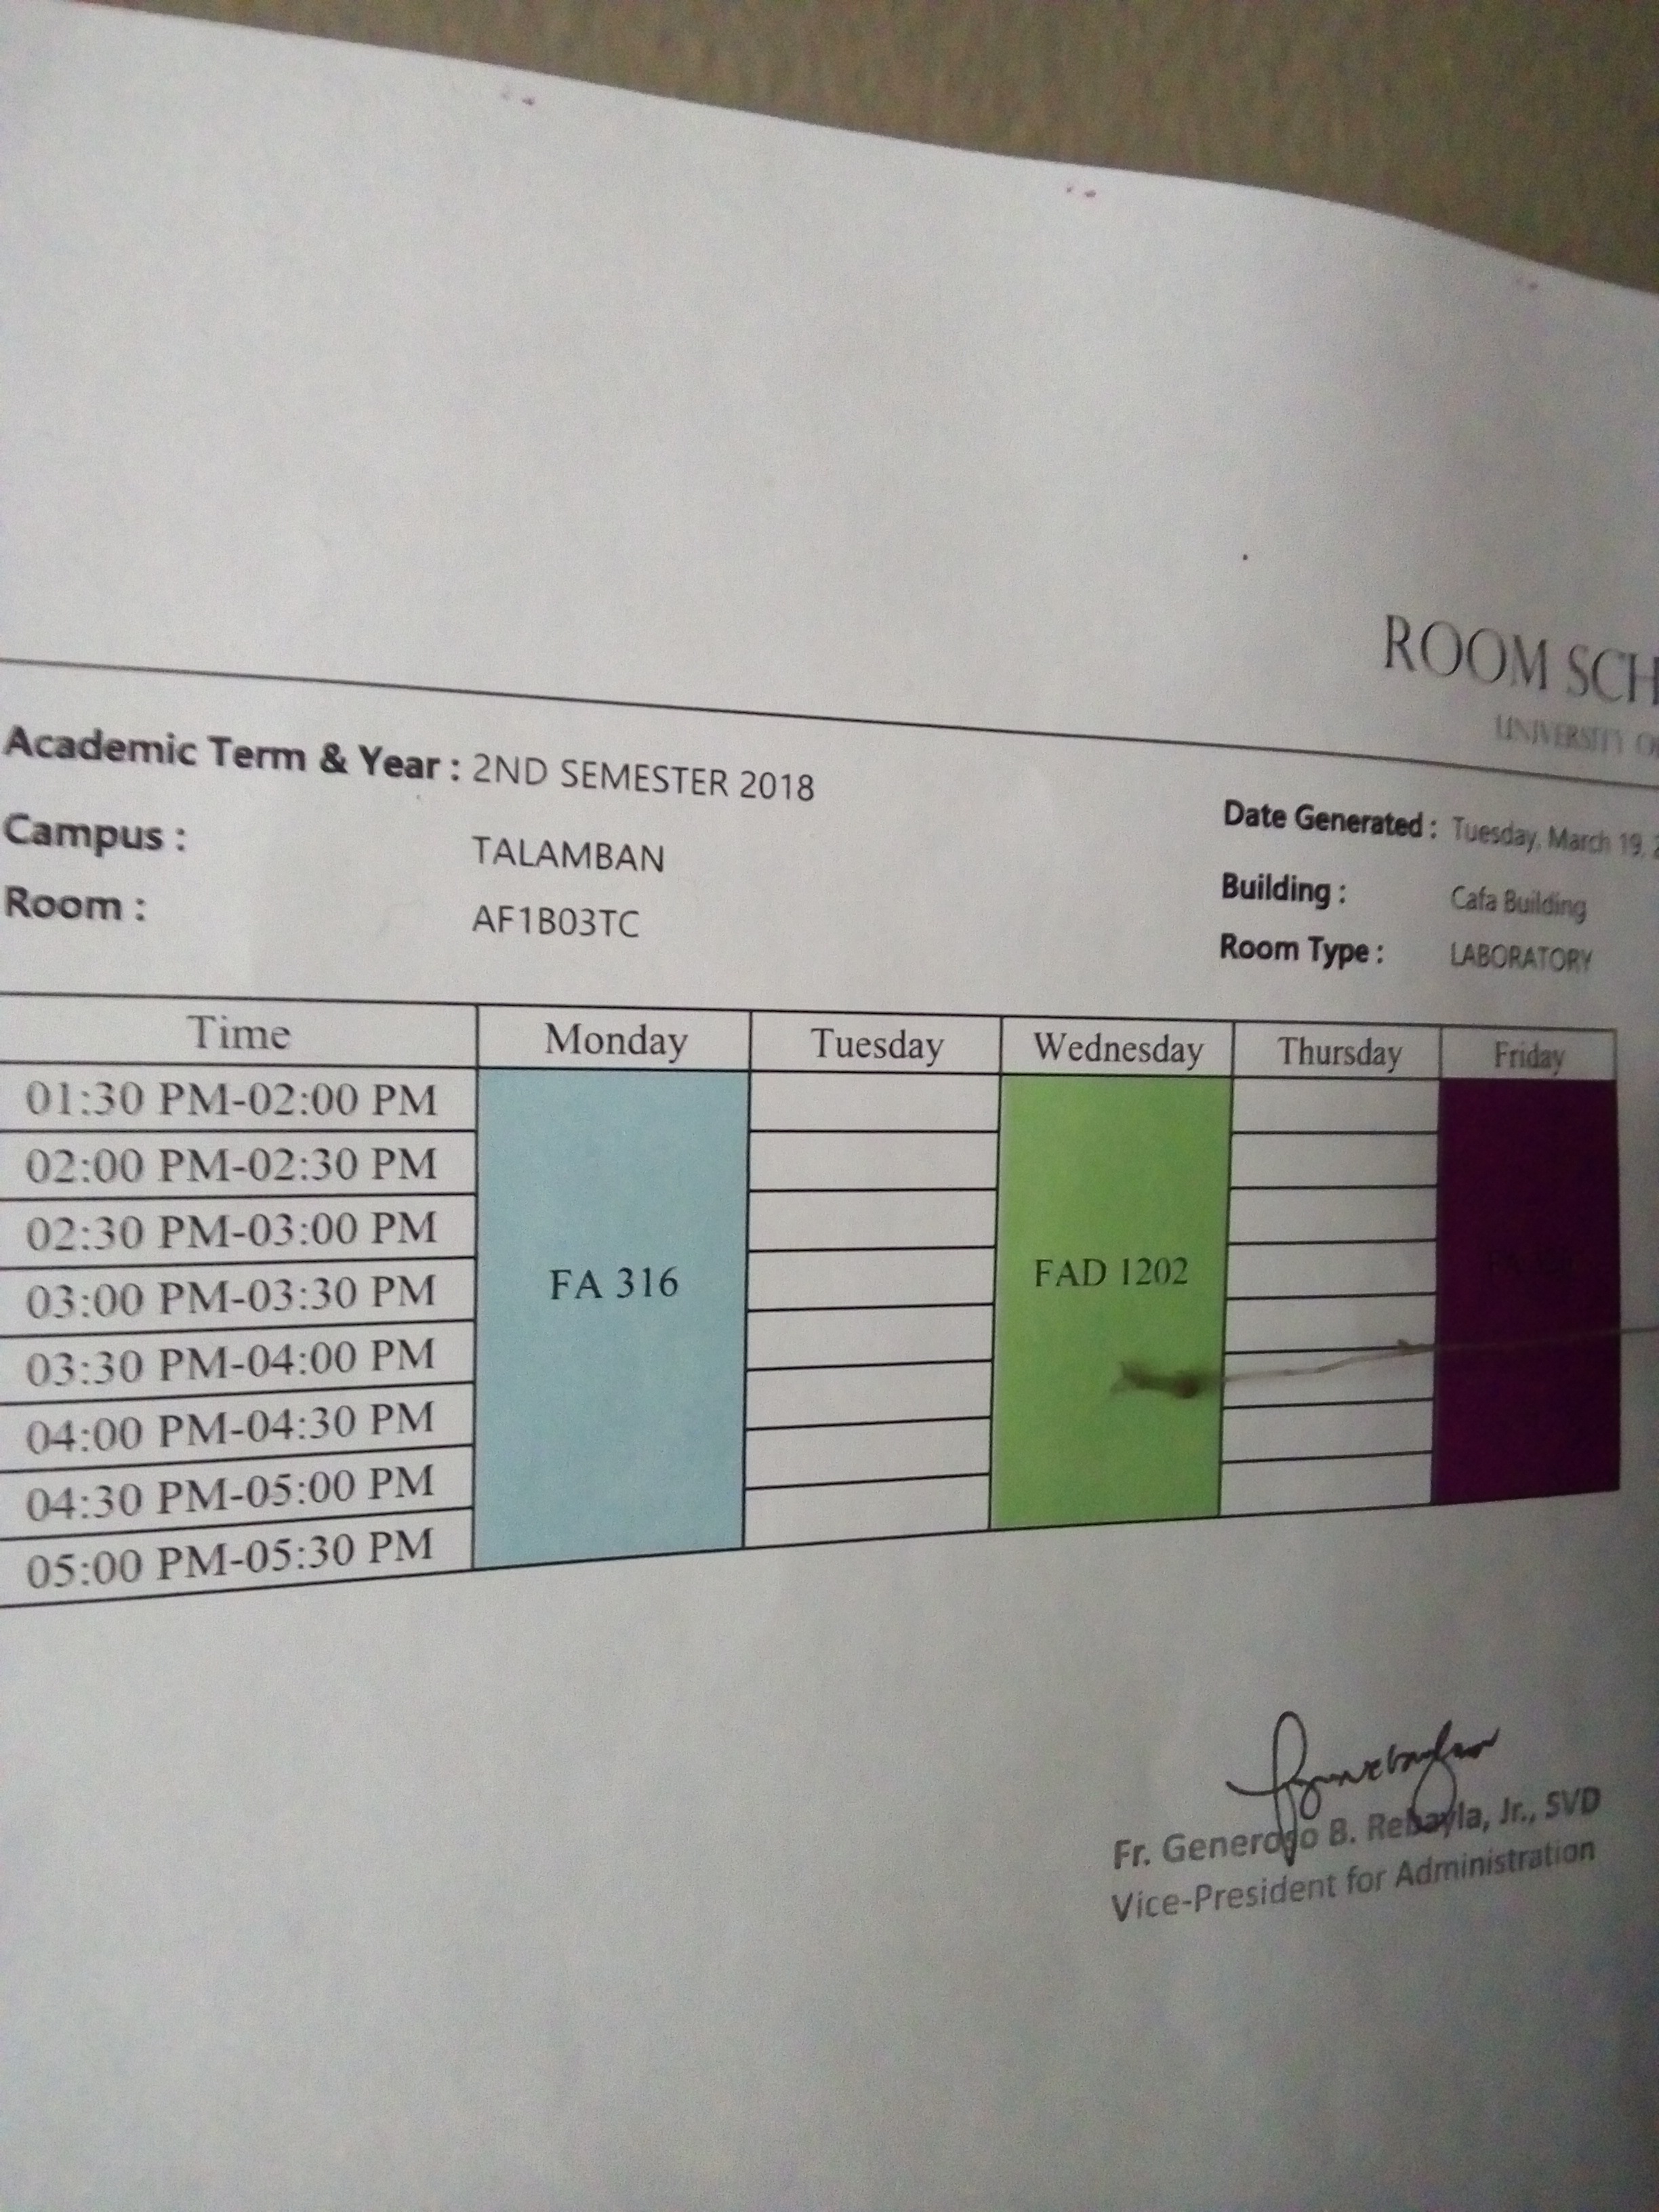 ROOM SCH
UNIVERSITY O
Academic Term & Year : 2ND SEMESTER 2018
Date Generated : Tuesday, March 19,
Campus : TALAMBAN
Building : Cafa Building
Room : AF1B03TC
Room Type : LABORATORY
Time Monday Tuesday Wednesday Thursday Friday
01:30 PM-02:00 PM
02:00 PM-02:30 PM
02:30 PM-03:00 PM
03:00 PM-03:30 PM
FA 316 FAD 1202 FA
03:30 PM-04:00 PM
04:00 PM-04:30 PM
04:30 PM-05:00 PM
05:00 PM-05:30 PM
Fr. Generoso B. Rebayla, Jr., SVD
Vice-President for Administration